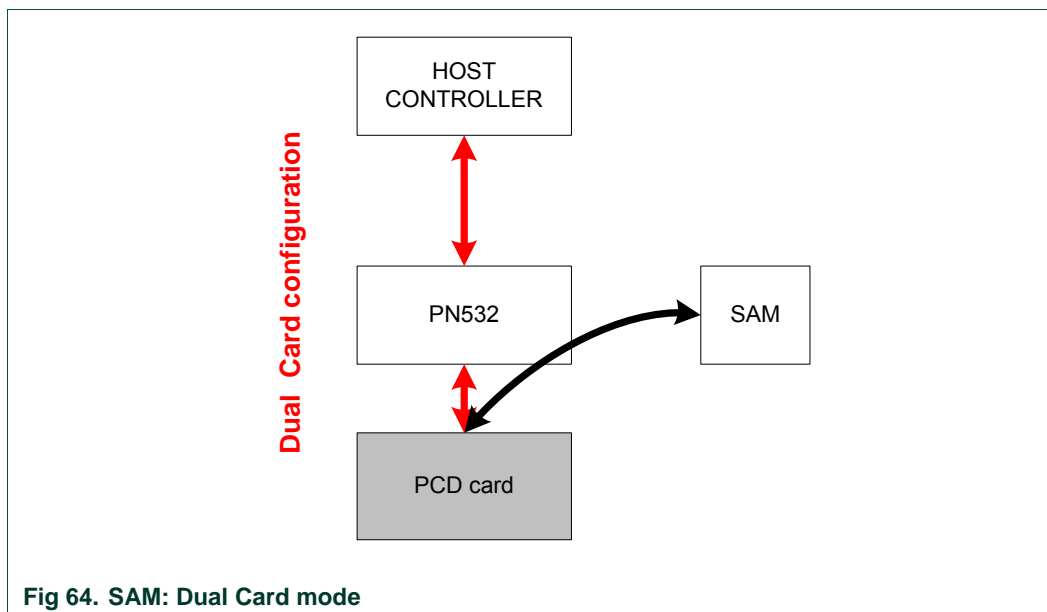 HOST
CONTROLLER
Dual Card configuration
PN532
SAM
PCD card
Fig 64. SAM: Dual Card mode